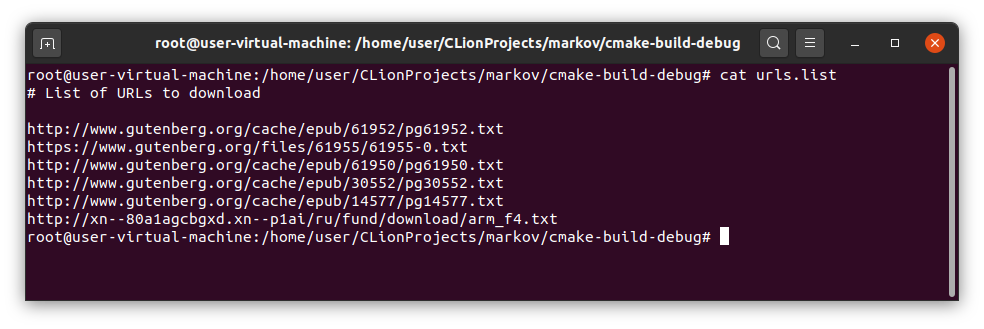 root@user-virtual-machine: /home/user/CLionProjects/markov/cmake-build-debug
root@user-virtual-machine:/home/user/CLionProjects/markov/cmake-build-debug# cat urls.list
# List of URLs to download
http://www.gutenberg.org/cache/epub/61952/pg61952.txt
https://www.gutenberg.org/files/61955/61955-0.txt
http://www.gutenberg.org/cache/epub/61950/pg61950.txt
http://www.gutenberg.org/cache/epub/30552/pg30552.txt
http://www.gutenberg.org/cache/epub/14577/pg14577.txt
http://xn--80a1agcbgxd.xn--p1ai/ru/fund/download/arm_f4.txt
root@user-virtual-machine:/home/user/CLionProjects/markov/cmake-build-debug#